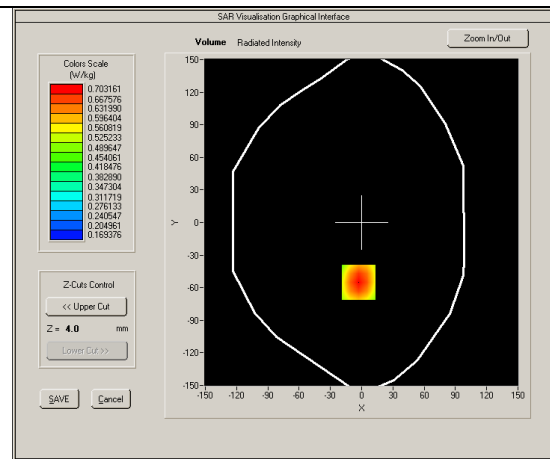 SAR Visualisation Graphical Interface
Volume Radiated Intensity
Zoom In/Out
Colors Scale
(W/kg)
0.703161
0.667576
0.631990
0.596404
0.560819
0.525233
0.489647
0.454061
0.418476
0.382890
0.347304
0.311719
0.276133
0.240547
0.204961
0.169376
Z-Cuts Control
<< Upper Cut
Z = 4.0 mm
Lower Cut >>
SAVE Cancel
150
120
90
60
30
0
-30
-60
-90
-120
-150
Y
-150 -120 -90 -60 -30 0 30 60 90 120 150
X